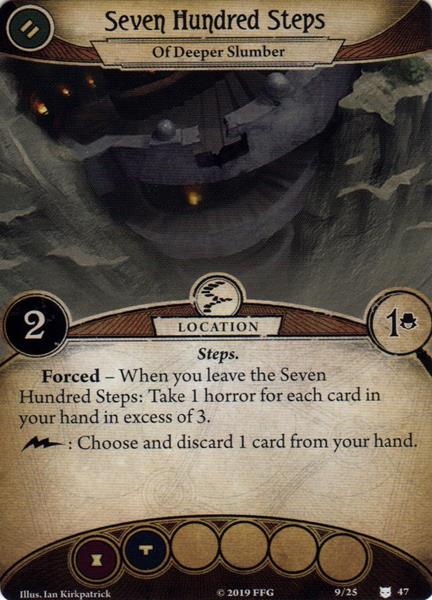 Seven Hundred Steps
Of Deeper Slumber
2
1
LOCATION
Steps.
Forced – When you leave the Seven
Hundred Steps: Take 1 horror for each card in
your hand in excess of 3.
: Choose and discard 1 card from your hand.
Illus. Ian Kirkpatrick © 2019 FFG 9/25 47